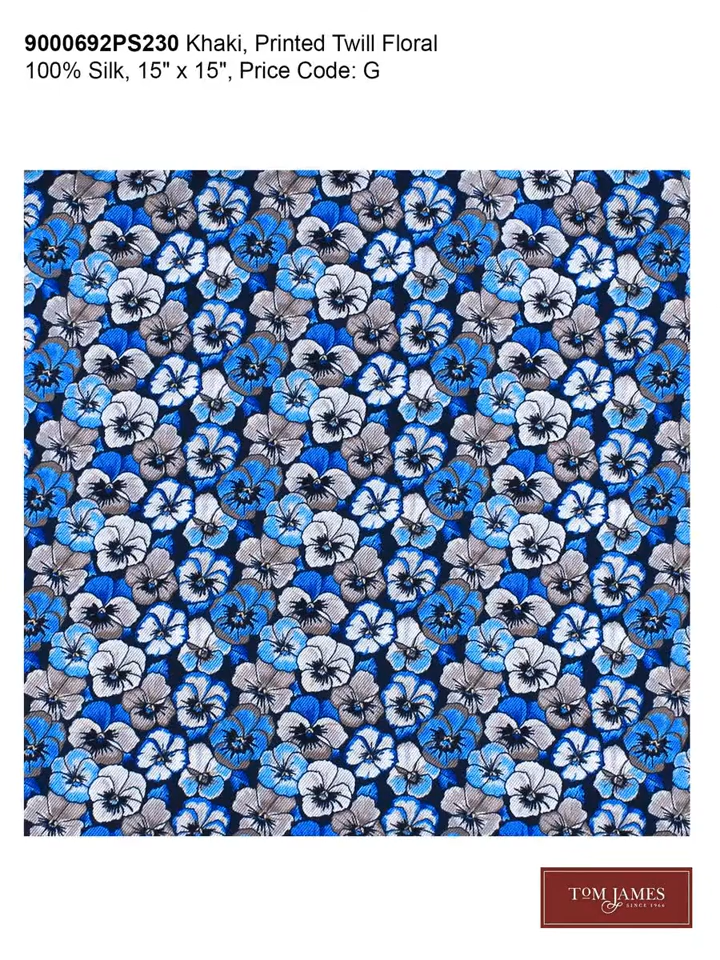 9000692PS230 Khaki, Printed Twill Floral
100% Silk, 15" x 15", Price Code: G
TOM JAMES
SINCE 1966